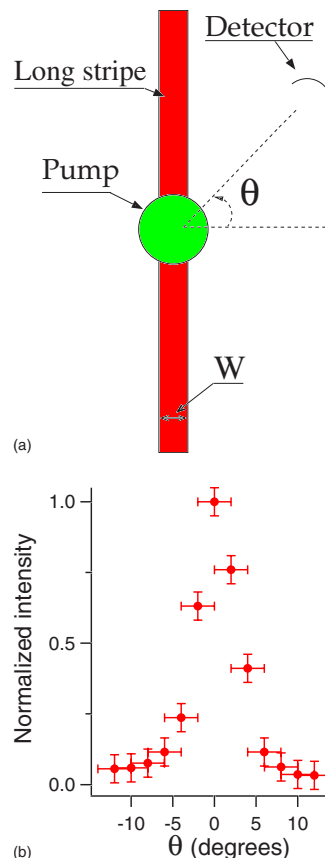 Detector
Long stripe
Pump
θ
W
(a)
1.0
0.5
0.0
Normalized intensity
-10 -5 0 5 10
θ (degrees)
(b)